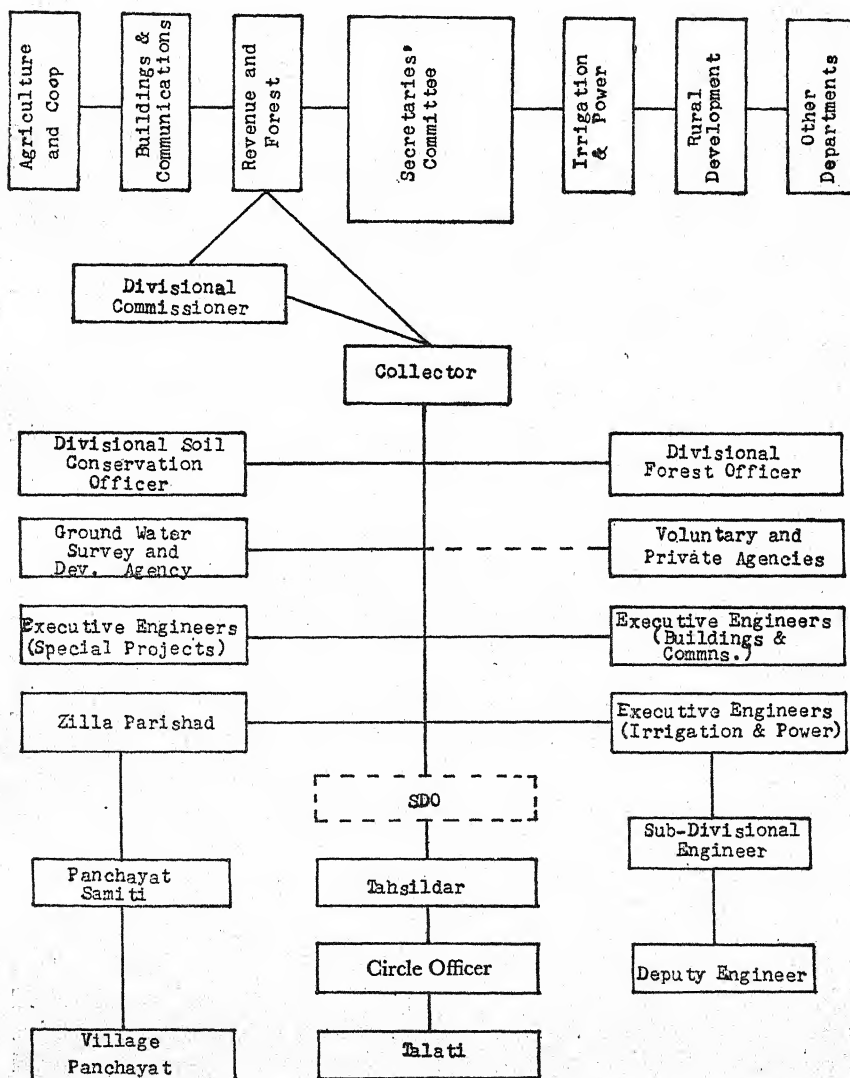 Agriculture
and Coop
Buildings &
Communications
Revenue and
Forest
Secretaries'
Committee
Irrigation
& Power
Rural
Development
Other
Departments
Divisional
Commissioner
Collector
Divisional Soil
Conservation
Officer
Divisional
Forest Officer
Ground Water
Survey and
Dev. Agency
Voluntary and
Private Agencies
Executive Engineers
(Special Projects)
Executive Engineers
(Buildings &
Commns.)
Zilla Parishad
Executive Engineers
(Irrigation & Power)
SDO
Sub-Divisional
Engineer
Panchayat
Samiti
Tahsildar
Circle Officer
Deputy Engineer
Village
Panchayat
Talati